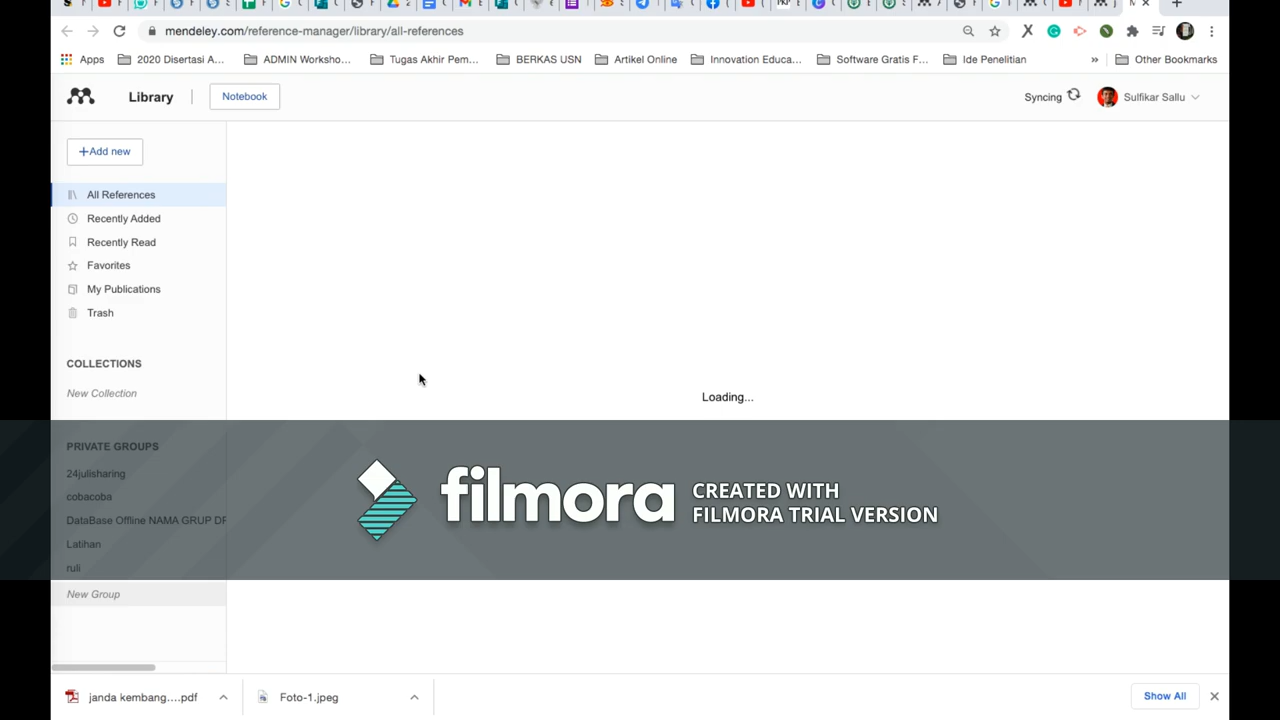 mendeley.com/reference-manager/library/all-references
Apps
2020 Disertasi A...
ADMIN Worksho...
Tugas Akhir Pem...
BERKAS USN
Artikel Online
Innovation Educa...
Software Gratis F...
Ide Penelitian
»
Other Bookmarks
Library
Notebook
Syncing
Sulfikar Sallu
+Add new
All References
Recently Added
Recently Read
Favorites
My Publications
Trash
COLLECTIONS
New Collection
Loading...
PRIVATE GROUPS
24julisharing
cobacoba
DataBase Offline NAMA GRUP DF
Latihan
ruli
New Group
filmora
CREATED WITH
FILMORA TRIAL VERSION
janda kembang....pdf
Foto-1.jpeg
Show All